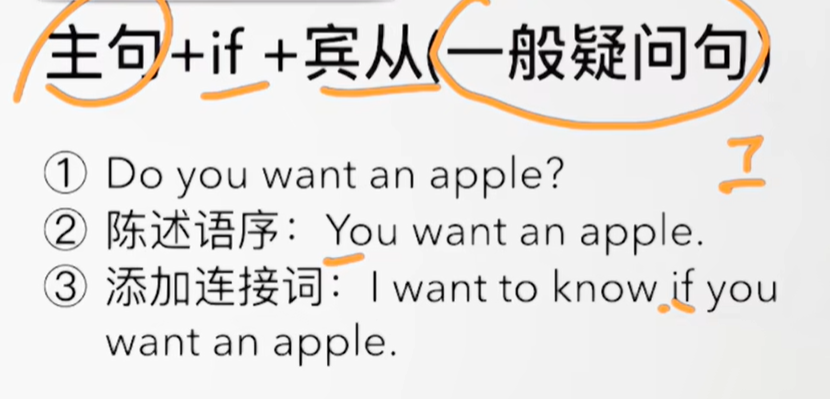 主句+if +宾从(一般疑问句)
① Do you want an apple?
② 陈述语序：You want an apple.
③ 添加连接词：I want to know if you
want an apple.